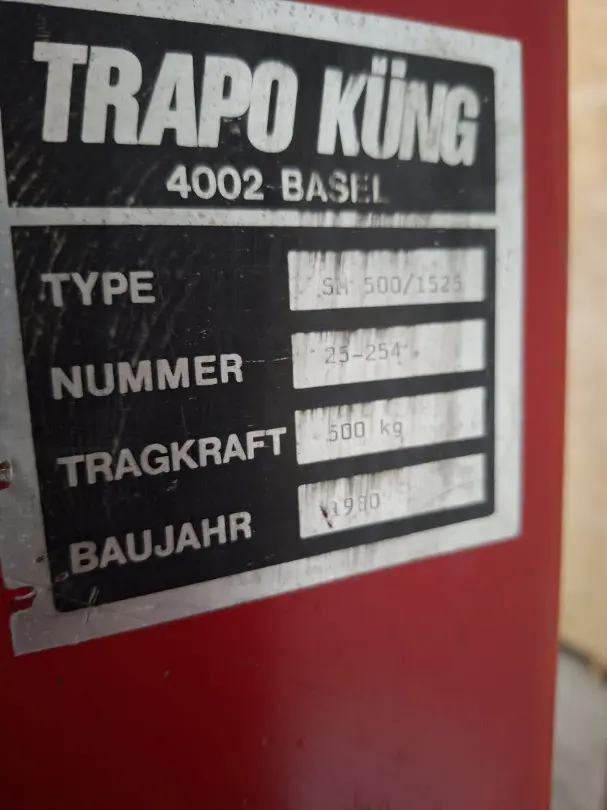 TRAPO KÜNG
4002 BASEL
TYPE SM 500/1525
NUMMER 25-254
TRAGKRAFT 500 kg
BAUJAHR 1980